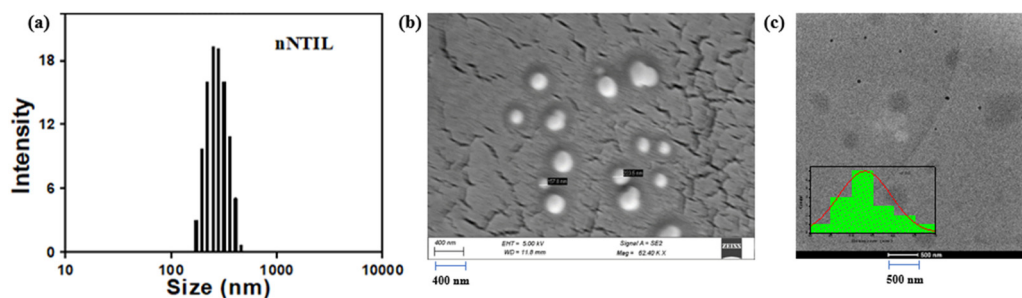 (a)
nNTIL
18
12
6
0
Intensity
10
100
1000
10000
Size (nm)
(b)
400 nm
EHT = 5.00 kV
WD = 11.8 mm
Signal A = SE2
Mag = 62.40 K X
ZEISS
400 nm
(c)
500 nm
500 nm